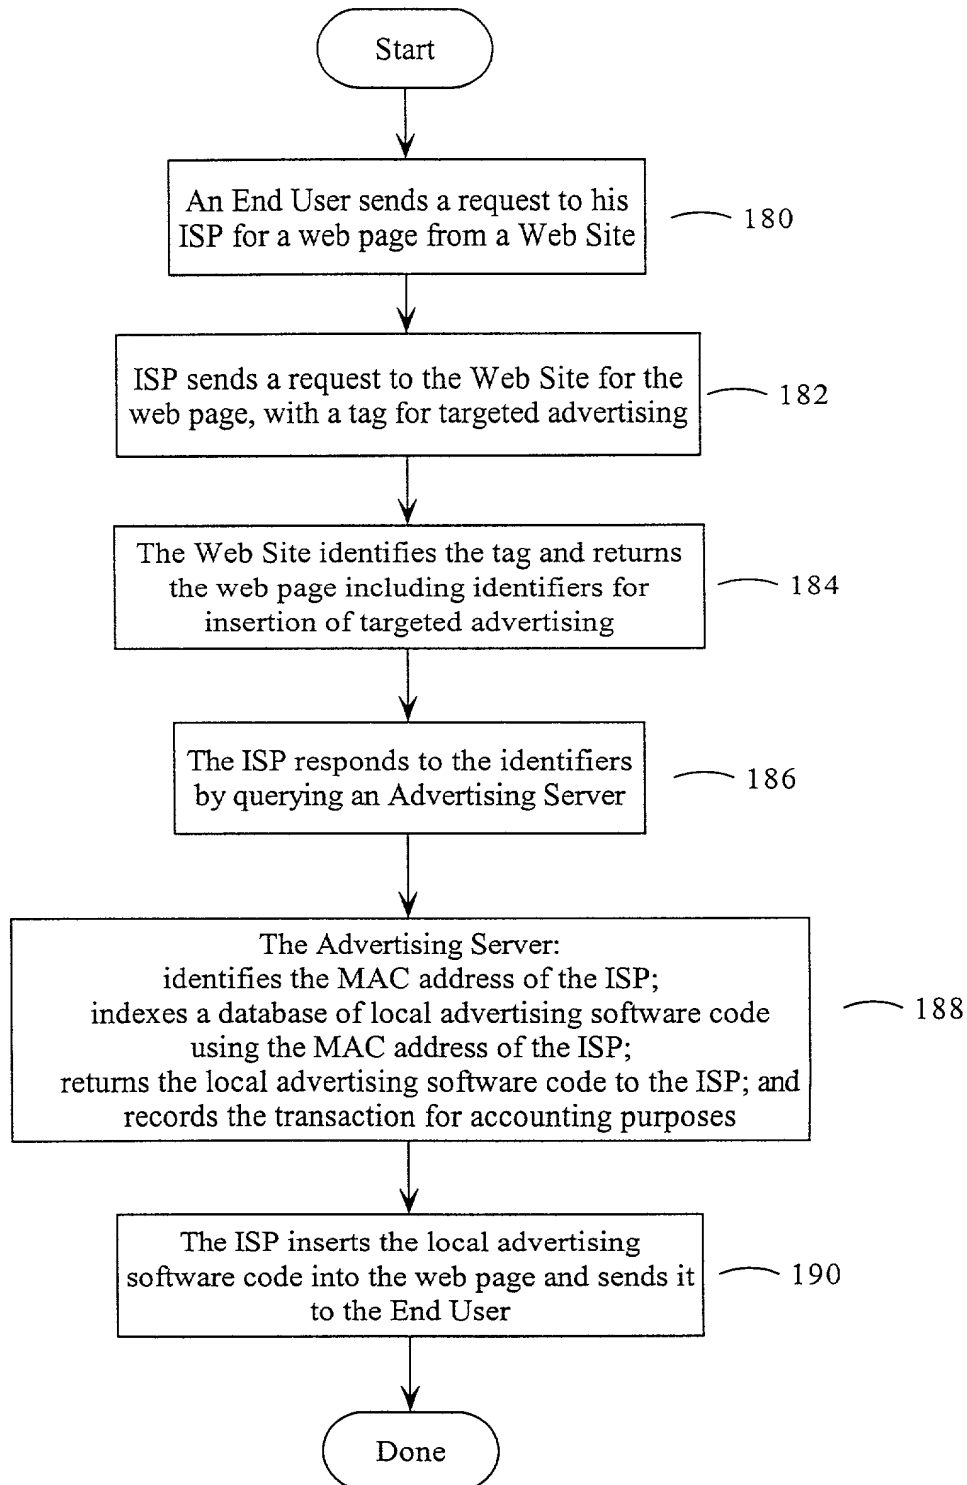 Start
An End User sends a request to his
ISP for a web page from a Web Site
180
ISP sends a request to the Web Site for the
web page, with a tag for targeted advertising
182
The Web Site identifies the tag and returns
the web page including identifiers for
insertion of targeted advertising
184
The ISP responds to the identifiers
by querying an Advertising Server
186
The Advertising Server:
identifies the MAC address of the ISP;
indexes a database of local advertising software code
using the MAC address of the ISP;
returns the local advertising software code to the ISP; and
records the transaction for accounting purposes
188
The ISP inserts the local advertising
software code into the web page and sends it
to the End User
190
Done